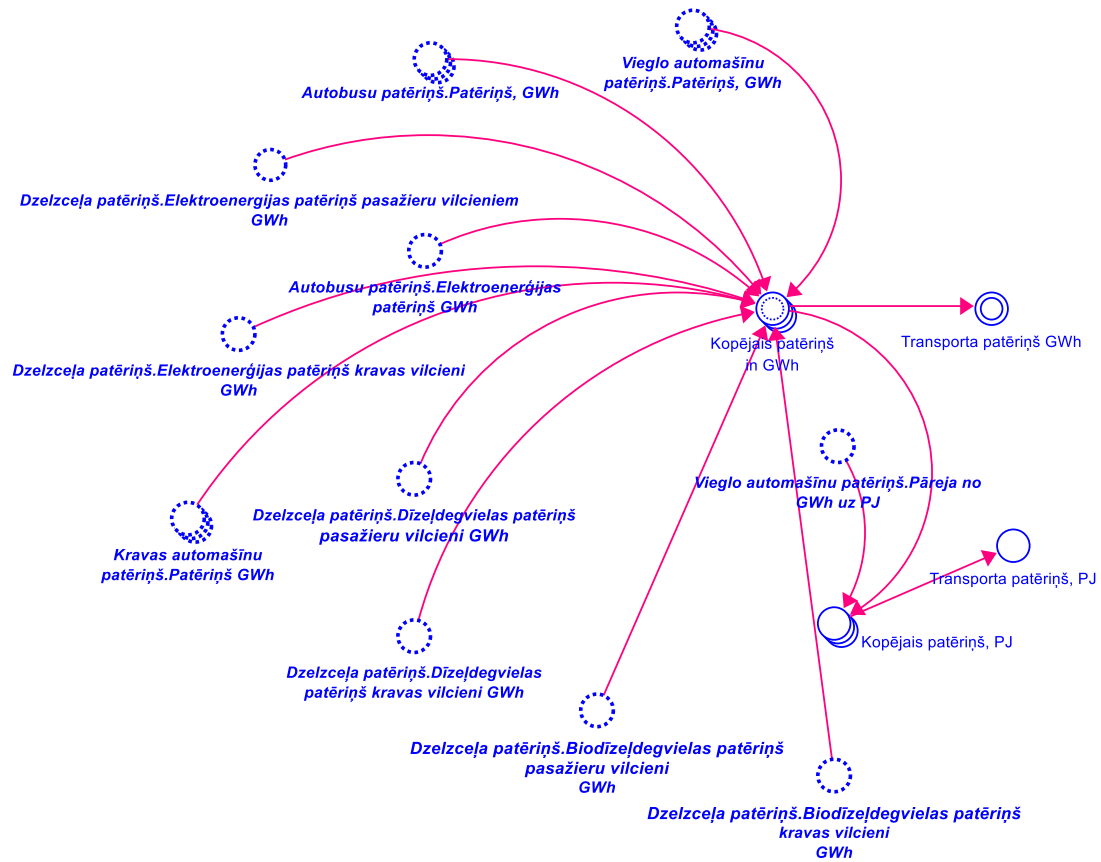 Vieglo automašīnu
patēriņš.Patēriņš, GWh
Autobusu patēriņš.Patēriņš, GWh
Dzelzceļa patēriņš.Elektroenergijas patēriņš pasažieru vilcieniem
GWh
Autobusu patēriņš.Elektroenerģijas
patēriņš GWh
Kopējais patēriņš
in GWh
Transporta patēriņš GWh
Dzelzceļa patēriņš.Elektroenerģijas patēriņš kravas vilcieni
GWh
Vieglo automašīnu patēriņš.Pāreja no
GWh uz PJ
Dzelzceļa patēriņš.Dīzeļdegvielas patēriņš
pasažieru vilcieni GWh
Kravas automašīnu
patēriņš.Patēriņš GWh
Transporta patēriņš, PJ
Kopējais patēriņš, PJ
Dzelzceļa patēriņš.Dīzeļdegvielas
patēriņš kravas vilcieni GWh
Dzelzceļa patēriņš.Biodīzeļdegvielas patēriņš
pasažieru vilcieni
GWh
Dzelzceļa patēriņš.Biodīzeļdegvielas patēriņš
kravas vilcieni
GWh